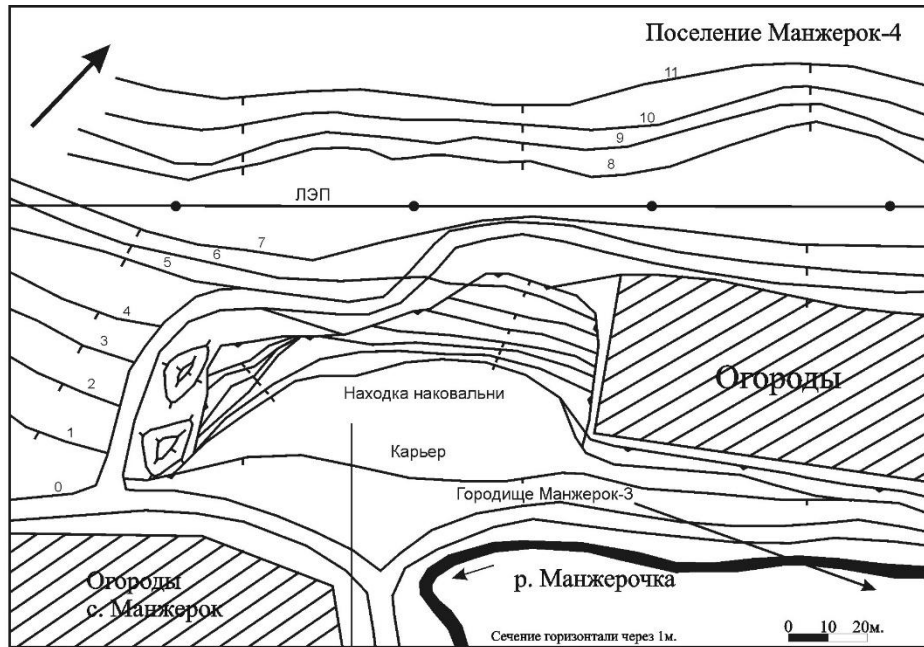 Поселение Манжерок-4
11
10
9
8
ЛЭП
7
6
5
4
3
2
1
0
Огороды
Находка наковальни
Карьер
Городище Манжерок-3
Огороды
с. Манжерок
р. Манжерочка
Сечение горизонтали через 1м.
0 10 20м.